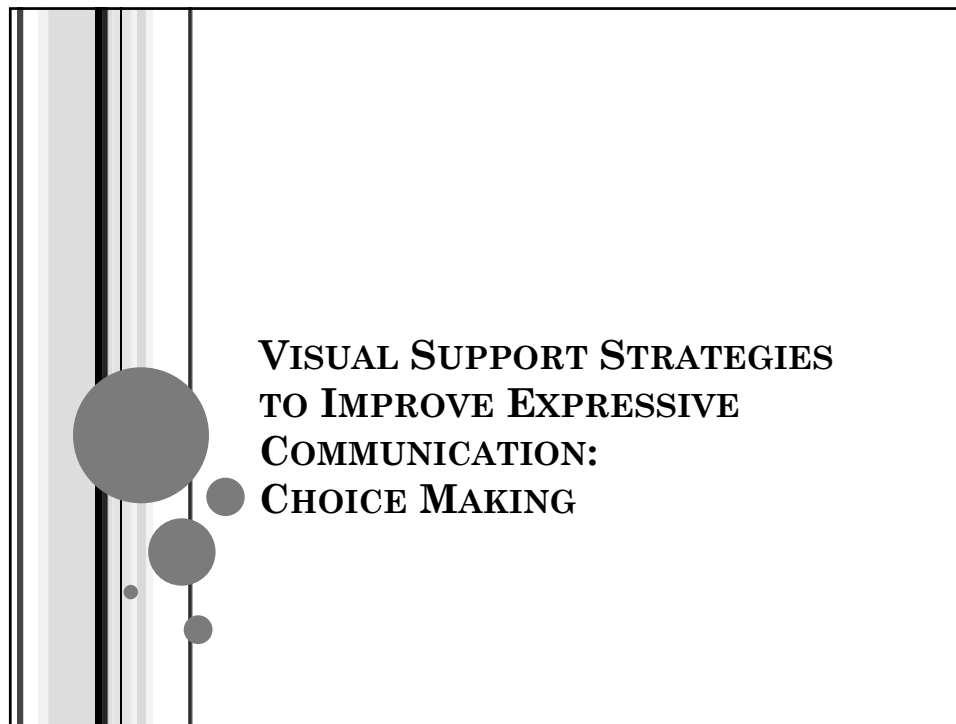 Visual Support Strategies
to Improve Expressive
Communication:
Choice Making